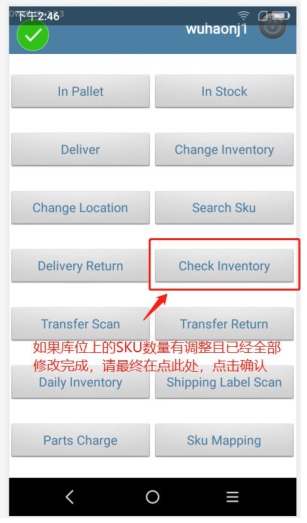 下午2:46
wuhaonj1
In Pallet
In Stock
Deliver
Change Inventory
Change Location
Search Sku
Delivery Return
Check Inventory
Transfer Scan
Transfer Return
如果库位上的SKU数量有调整且已经全部
修改完成，请最终在点此处，点击确认
Daily Inventory
Shipping Label Scan
Parts Charge
Sku Mapping